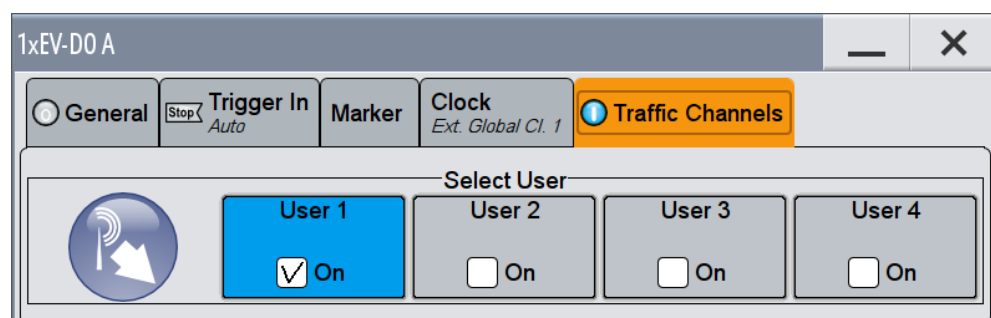 1xEV-DO A
General
Stop
Trigger In
Auto
Marker
Clock
Ext. Global Cl. 1
Traffic Channels
Select User
User 1
User 2
User 3
User 4
On
On
On
On